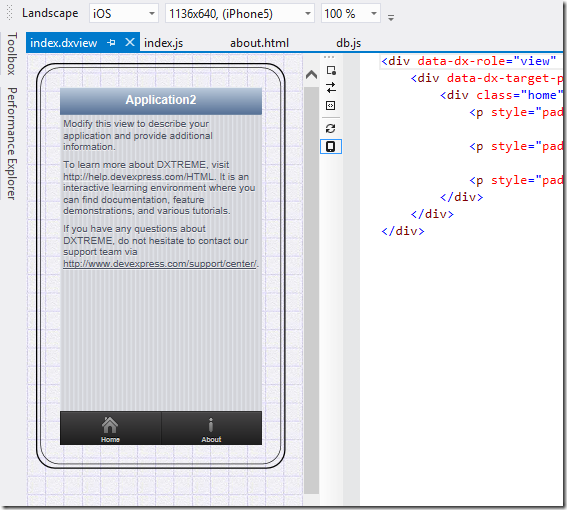 Landscape iOS 1136x640, (iPhone5) 100 %
index.dxview index.js about.html db.js
Toolbox
Performance Explorer
Application2
Modify this view to describe your
application and provide additional
information.
To learn more about DXTREME, visit
http://help.devexpress.com/HTML. It is an
interactive learning environment where you
can find documentation, feature
demonstrations, and various tutorials.
If you have any questions about
DXTREME, do not hesitate to contact our
support team via
http://www.devexpress.com/support/center/.
Home About
<div data-dx-role="view"
<div data-dx-target-p
<div class="home"
<p style="pad
<p style="pad
<p style="pad
</div>
</div>
</div>